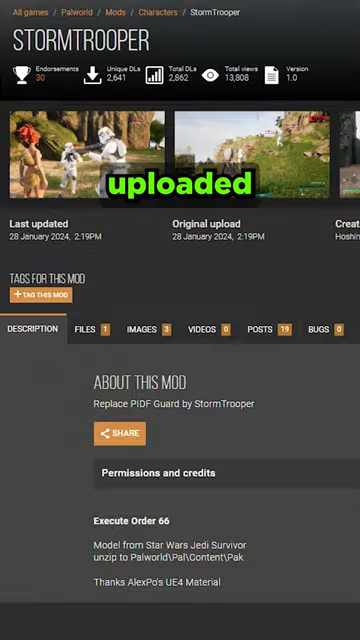 All games / Palworld / Mods / Characters / StormTrooper
STORMTROOPER
Endorsements
30
Unique DLs
2,641
Total DLs
2,862
Total views
13,808
Version
1.0
uploaded
Last updated
28 January 2024, 2:19PM
Original upload
28 January 2024, 2:19PM
Creat
Hoshin
TAGS FOR THIS MOD
+ TAG THIS MOD
DESCRIPTION FILES 1 IMAGES 3 VIDEOS 0 POSTS 19 BUGS 0
ABOUT THIS MOD
Replace PIDF Guard by StormTrooper
SHARE
Permissions and credits
Execute Order 66
Model from Star Wars Jedi Survivor
unzip to Palworld\Pal\Content\Pak
Thanks AlexPo's UE4 Material